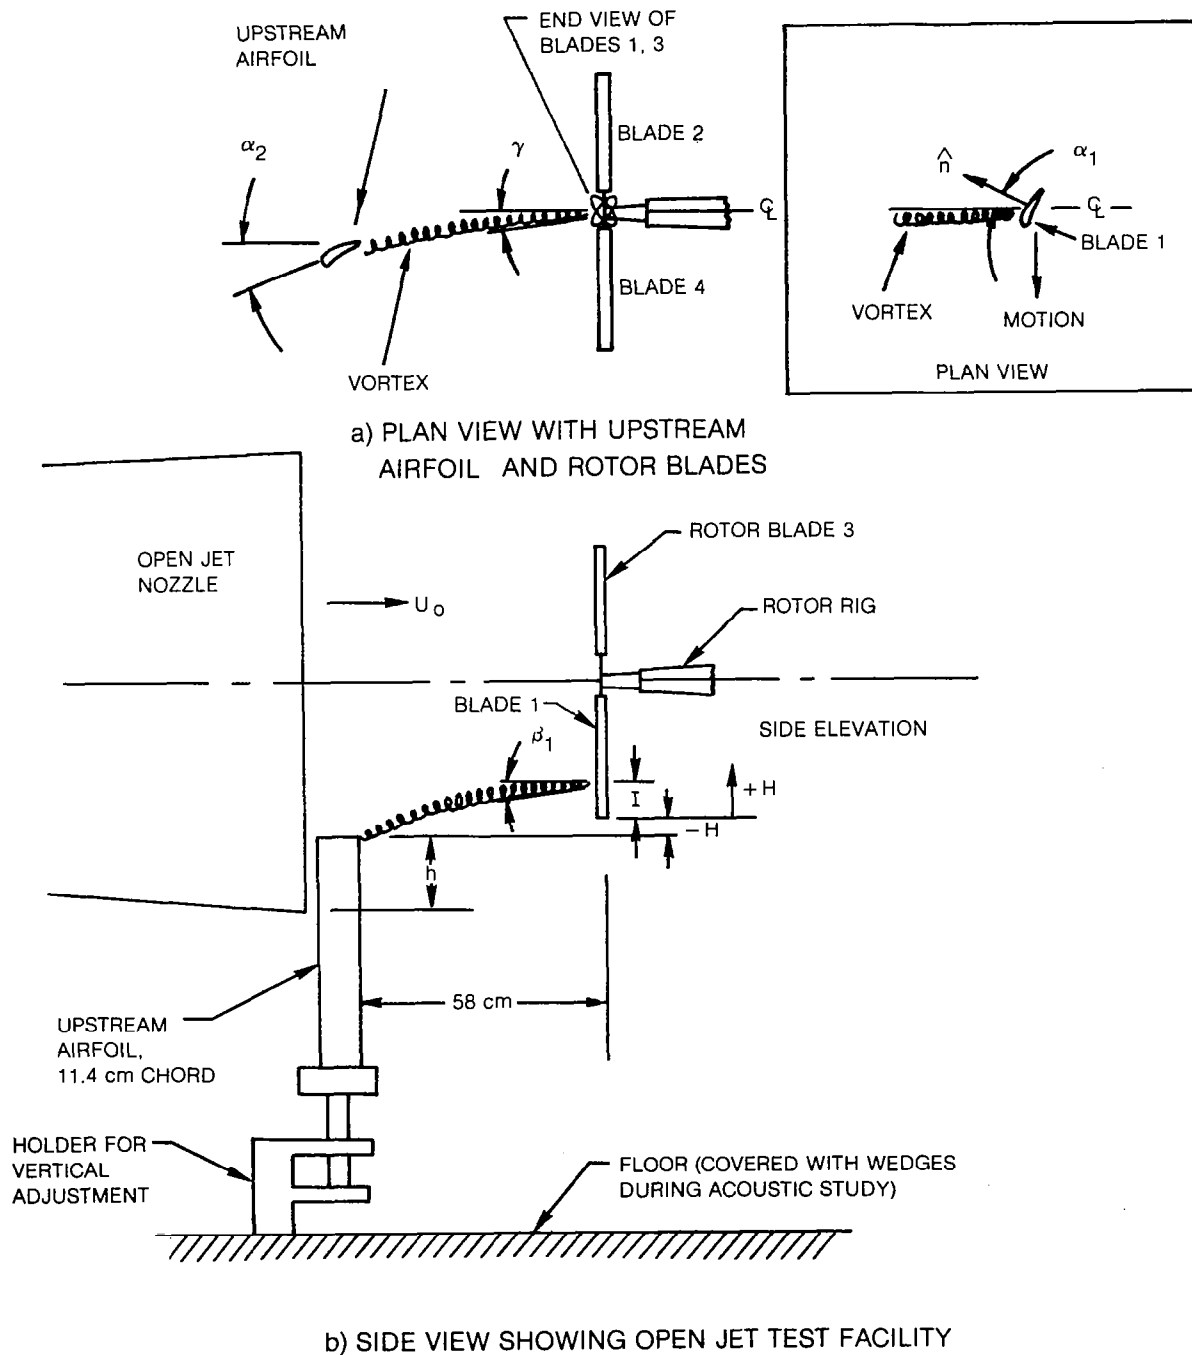 UPSTREAM
AIRFOIL
END VIEW OF
BLADES 1, 3
α2
γ
BLADE 2
℄
BLADE 4
VORTEX
n̂
α1
℄
BLADE 1
VORTEX
MOTION
PLAN VIEW
a) PLAN VIEW WITH UPSTREAM
AIRFOIL AND ROTOR BLADES
OPEN JET
NOZZLE
Uo
ROTOR BLADE 3
ROTOR RIG
BLADE 1
SIDE ELEVATION
β1
I
+H
-H
h
58 cm
UPSTREAM
AIRFOIL,
11.4 cm CHORD
HOLDER FOR
VERTICAL
ADJUSTMENT
FLOOR (COVERED WITH WEDGES
DURING ACOUSTIC STUDY)
b) SIDE VIEW SHOWING OPEN JET TEST FACILITY